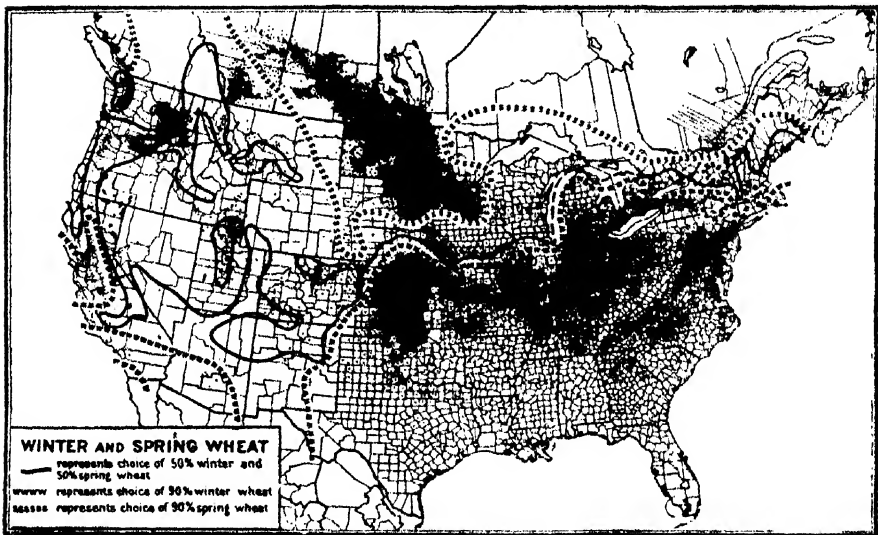 WINTER AND SPRING WHEAT
represents choice of 50% winter and
50% spring wheat
represents choice of 90% winter wheat
represents choice of 90% spring wheat